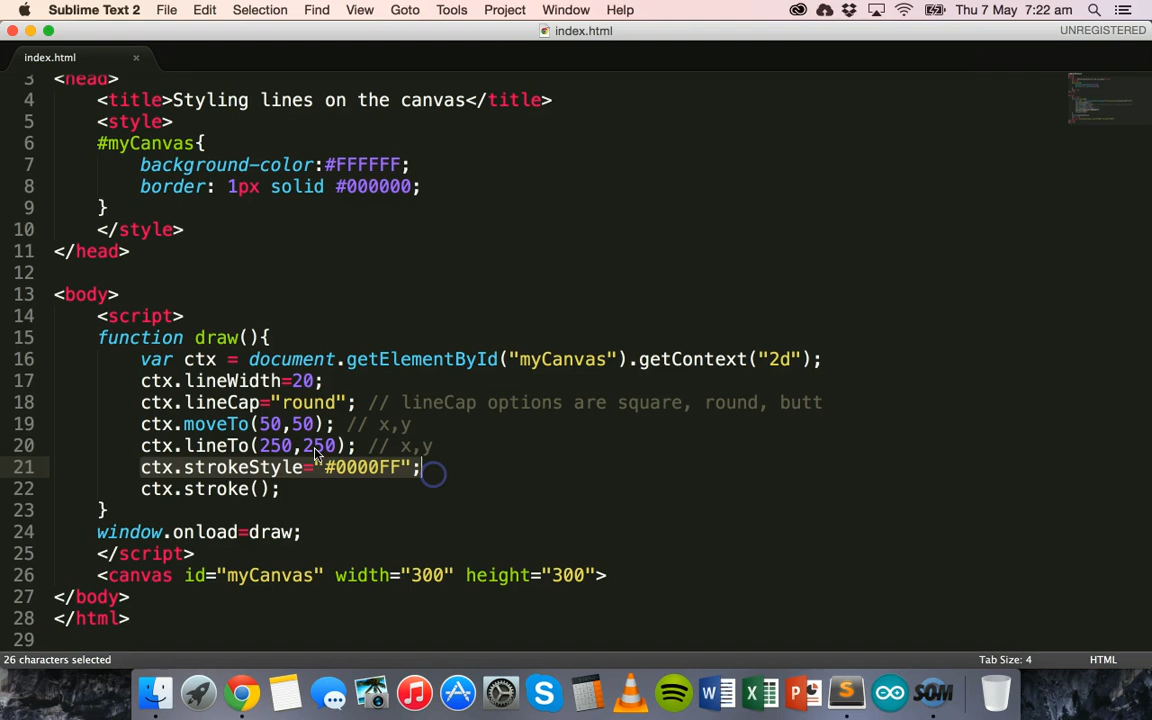 Sublime Text 2 File Edit Selection Find View Goto Tools Project Window Help Thu 7 May 7:22 am
index.html UNREGISTERED
index.html ×
3 <head>
4 <title>Styling lines on the canvas</title>
5 <style>
6 #myCanvas{
7 background-color:#FFFFFF;
8 border: 1px solid #000000;
9 }
10 </style>
11 </head>
12
13 <body>
14 <script>
15 function draw(){
16 var ctx = document.getElementById("myCanvas").getContext("2d");
17 ctx.lineWidth=20;
18 ctx.lineCap="round"; // lineCap options are square, round, butt
19 ctx.moveTo(50,50); // x,y
20 ctx.lineTo(250,250); // x,y
21 ctx.strokeStyle="#0000FF";
22 ctx.stroke();
23 }
24 window.onload=draw;
25 </script>
26 <canvas id="myCanvas" width="300" height="300">
27 </body>
28 </html>
29
26 characters selected Tab Size: 4 HTML
SOM